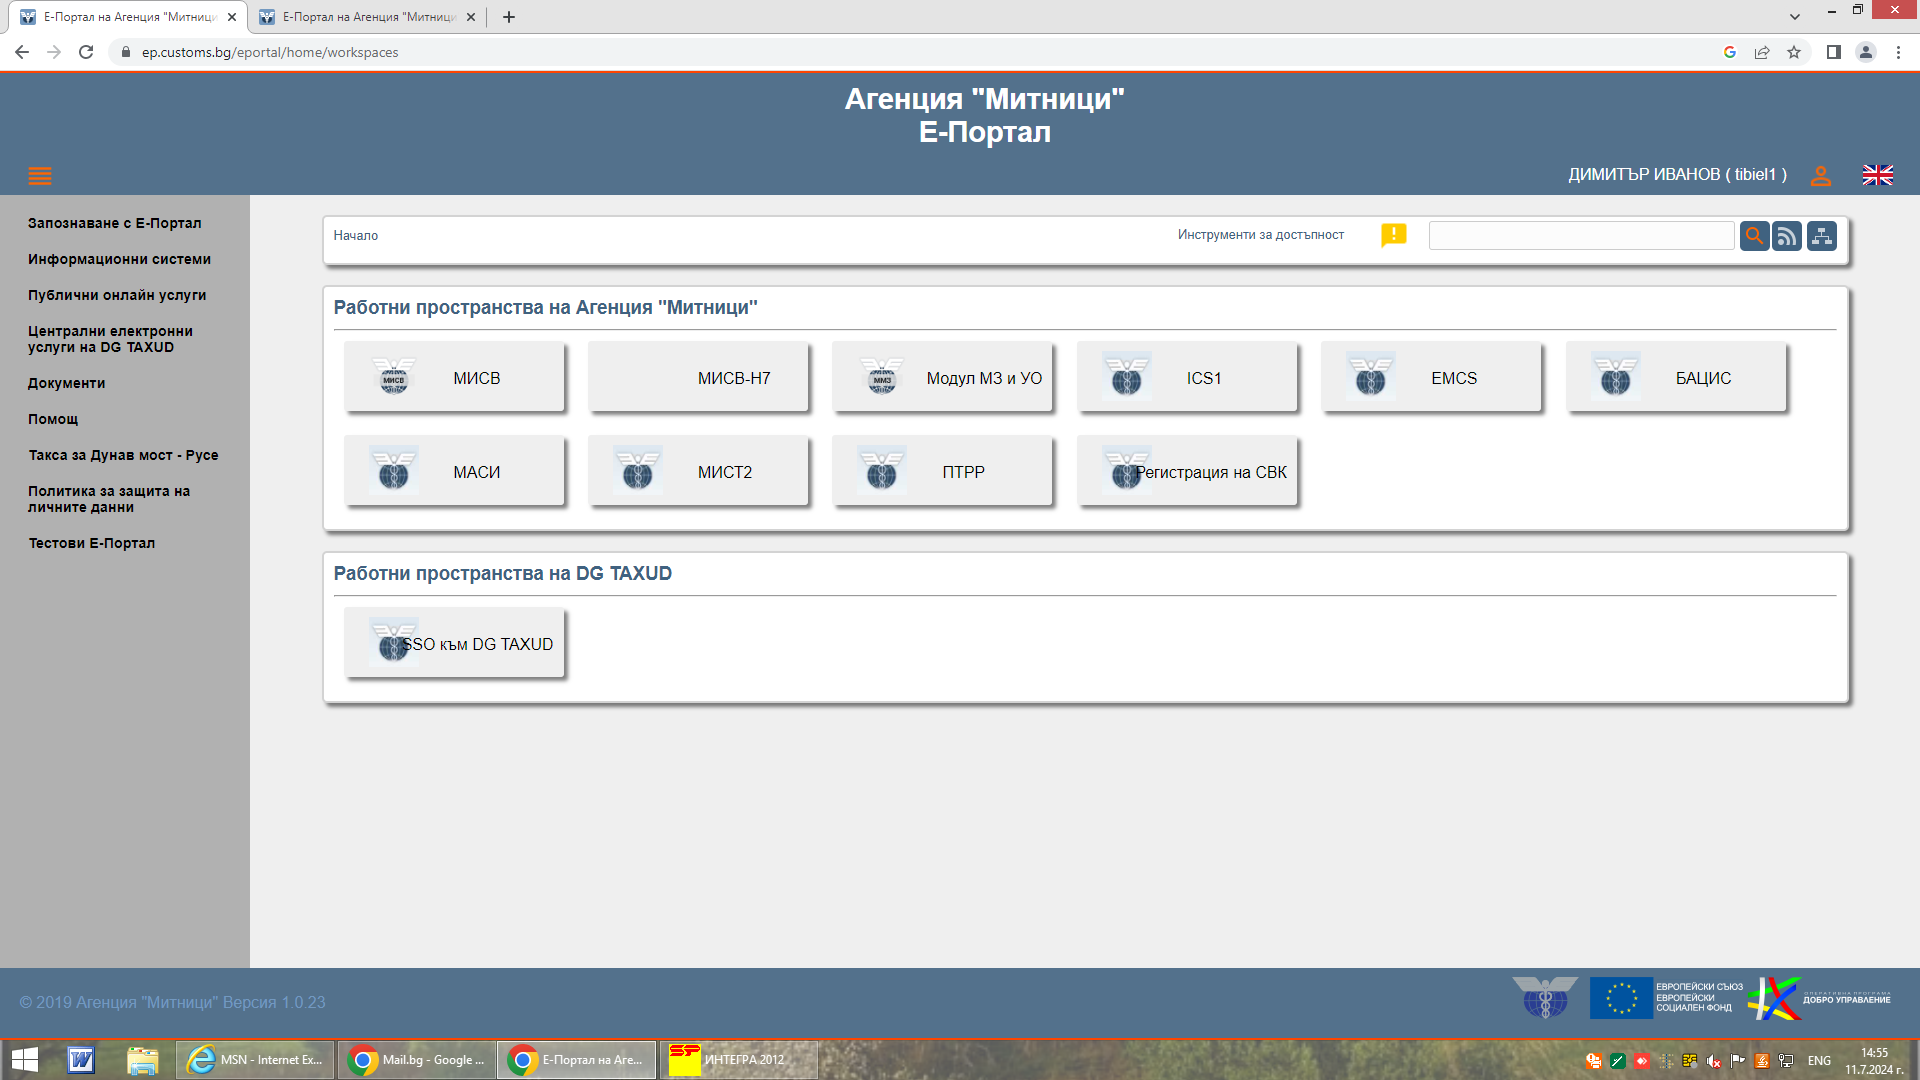 Е-Портал на Агенция "Митници
Е-Портал на Агенция "Митници
ep.customs.bg/eportal/home/workspaces
Агенция "Митници"
Е-Портал
ДИМИТЪР ИВАНОВ ( tibiel1 )
Запознаване с Е-Портал
Информационни системи
Публични онлайн услуги
Централни електронни
услуги на DG TAXUD
Документи
Помощ
Такса за Дунав мост - Русе
Политика за защита на
личните данни
Тестови Е-Портал
Начало
Инструменти за достъпност
Работни пространства на Агенция "Митници"
МИСВ
МИСВ
МИСВ-H7
ММЗ
Модул МЗ и УО
ICS1
EMCS
БАЦИС
МАСИ
МИСТ2
ПТРР
Регистрация на СВК
Работни пространства на DG TAXUD
SSO към DG TAXUD
© 2019 Агенция "Митници" Версия 1.0.23
ЕВРОПЕЙСКИ СЪЮЗ
ЕВРОПЕЙСКИ
СОЦИАЛЕН ФОНД
ОПЕРАТИВНА ПРОГРАМА
ДОБРО УПРАВЛЕНИЕ
MSN - Internet Ex...
Mail.bg - Google ...
Е-Портал на Аге...
ИНТЕГРА 2012
ENG
14:55
11.7.2024 г.